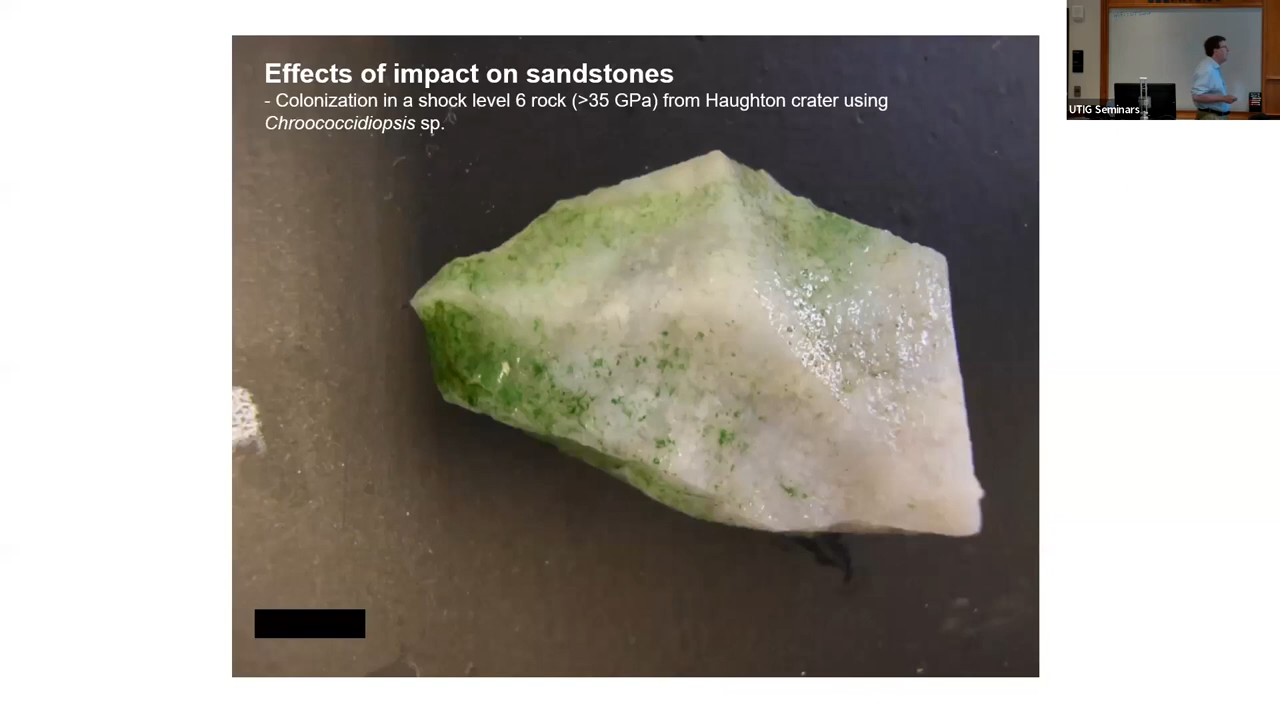 Effects of impact on sandstones
- Colonization in a shock level 6 rock (>35 GPa) from Haughton crater using
Chroococcidiopsis sp.
UTIG Seminars